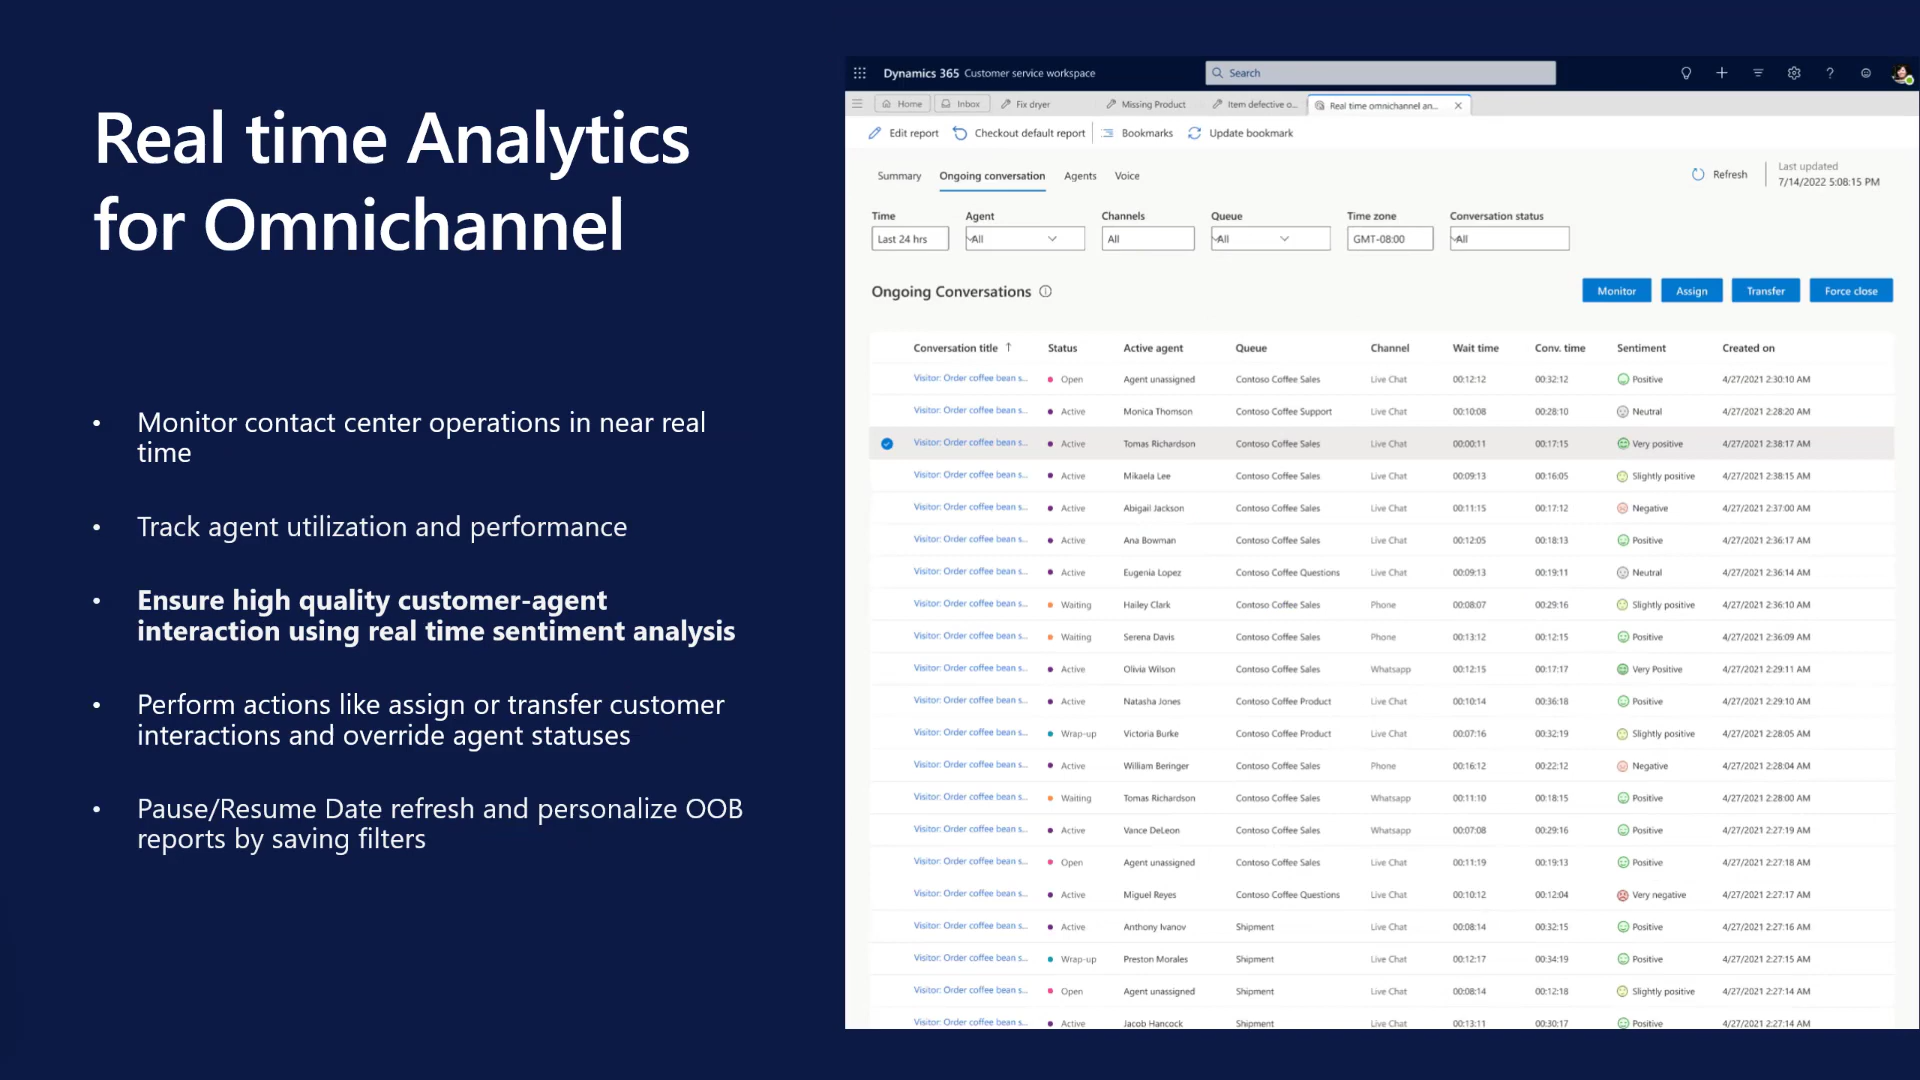 Real time Analytics
for Omnichannel
• Monitor contact center operations in near real
time
• Track agent utilization and performance
• Ensure high quality customer-agent
interaction using real time sentiment analysis
• Perform actions like assign or transfer customer
interactions and override agent statuses
• Pause/Resume Date refresh and personalize OOB
reports by saving filters
Dynamics 365 Customer service workspace Search
Home Inbox Fix dryer Missing Product Item defective o... Real time omnichannel an...
Edit report Checkout default report Bookmarks Update bookmark
Summary Ongoing conversation Agents Voice Refresh Last updated
7/14/2022 5:08:15 PM
Time Agent Channels Queue Time zone Conversation status
Last 24 hrs All All All GMT-08:00 All
Ongoing Conversations Monitor Assign Transfer Force close
Conversation title ↑ Status Active agent Queue Channel Wait time Conv. time Sentiment Created on
Visitor: Order coffee bean s... Open Agent unassigned Contoso Coffee Sales Live Chat 00:12:12 00:32:12 Positive 4/27/2021 2:30:10 AM
Visitor: Order coffee bean s... Active Monica Thomson Contoso Coffee Support Live Chat 00:10:08 00:28:10 Neutral 4/27/2021 2:28:20 AM
Visitor: Order coffee bean s... Active Tomas Richardson Contoso Coffee Sales Live Chat 00:00:11 00:17:15 Very positive 4/27/2021 2:38:17 AM
Visitor: Order coffee bean s... Active Mikaela Lee Contoso Coffee Sales Live Chat 00:09:13 00:16:05 Slightly positive 4/27/2021 2:38:15 AM
Visitor: Order coffee bean s... Active Abigail Jackson Contoso Coffee Sales Live Chat 00:11:15 00:17:12 Negative 4/27/2021 2:37:00 AM
Visitor: Order coffee bean s... Active Ana Bowman Contoso Coffee Sales Live Chat 00:12:05 00:18:13 Positive 4/27/2021 2:36:17 AM
Visitor: Order coffee bean s... Active Eugenia Lopez Contoso Coffee Questions Live Chat 00:09:13 00:19:11 Neutral 4/27/2021 2:36:14 AM
Visitor: Order coffee bean s... Waiting Hailey Clark Contoso Coffee Sales Phone 00:08:07 00:29:16 Slightly positive 4/27/2021 2:36:10 AM
Visitor: Order coffee bean s... Waiting Serena Davis Contoso Coffee Sales Phone 00:13:12 00:12:15 Positive 4/27/2021 2:36:09 AM
Visitor: Order coffee bean s... Active Olivia Wilson Contoso Coffee Sales Whatsapp 00:12:15 00:17:17 Very Positive 4/27/2021 2:29:11 AM
Visitor: Order coffee bean s... Active Natasha Jones Contoso Coffee Product Live Chat 00:10:14 00:36:18 Positive 4/27/2021 2:29:10 AM
Visitor: Order coffee bean s... Wrap-up Victoria Burke Contoso Coffee Product Live Chat 00:07:16 00:32:19 Slightly positive 4/27/2021 2:28:05 AM
Visitor: Order coffee bean s... Active William Beringer Contoso Coffee Sales Phone 00:16:12 00:22:12 Negative 4/27/2021 2:28:04 AM
Visitor: Order coffee bean s... Waiting Tomas Richardson Contoso Coffee Sales Whatsapp 00:11:10 00:18:15 Positive 4/27/2021 2:28:00 AM
Visitor: Order coffee bean s... Active Vance DeLeon Contoso Coffee Sales Whatsapp 00:07:08 00:29:16 Positive 4/27/2021 2:27:19 AM
Visitor: Order coffee bean s... Open Agent unassigned Contoso Coffee Sales Live Chat 00:11:19 00:19:13 Positive 4/27/2021 2:27:18 AM
Visitor: Order coffee bean s... Active Miguel Reyes Contoso Coffee Questions Live Chat 00:10:12 00:12:04 Very negative 4/27/2021 2:27:17 AM
Visitor: Order coffee bean s... Active Anthony Ivanov Shipment Live Chat 00:08:14 00:32:15 Positive 4/27/2021 2:27:16 AM
Visitor: Order coffee bean s... Wrap-up Preston Morales Shipment Live Chat 00:12:17 00:34:19 Positive 4/27/2021 2:27:15 AM
Visitor: Order coffee bean s... Open Agent unassigned Shipment Live Chat 00:08:14 00:12:18 Slightly positive 4/27/2021 2:27:14 AM
Visitor: Order coffee bean s... Active Jacob Hancock Shipment Live Chat 00:13:11 00:30:17 Positive 4/27/2021 2:27:14 AM